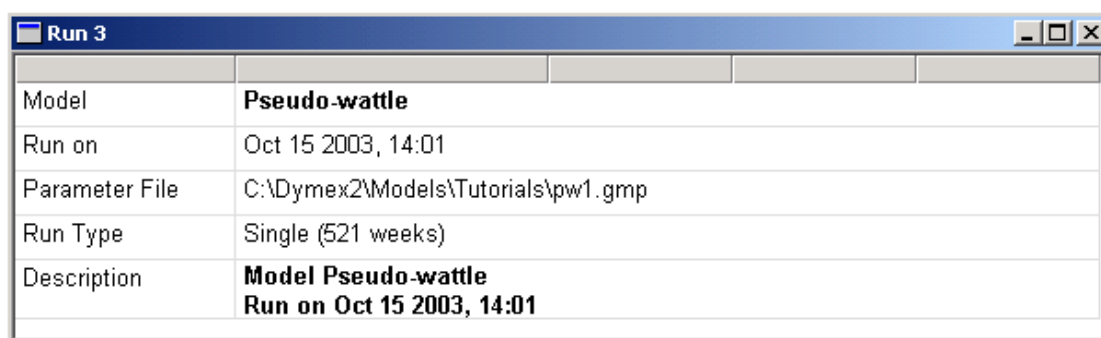 Run 3
Model Pseudo-wattle
Run on Oct 15 2003, 14:01
Parameter File C:\Dymex2\Models\Tutorials\pw1.gmp
Run Type Single (521 weeks)
Description Model Pseudo-wattle
Run on Oct 15 2003, 14:01